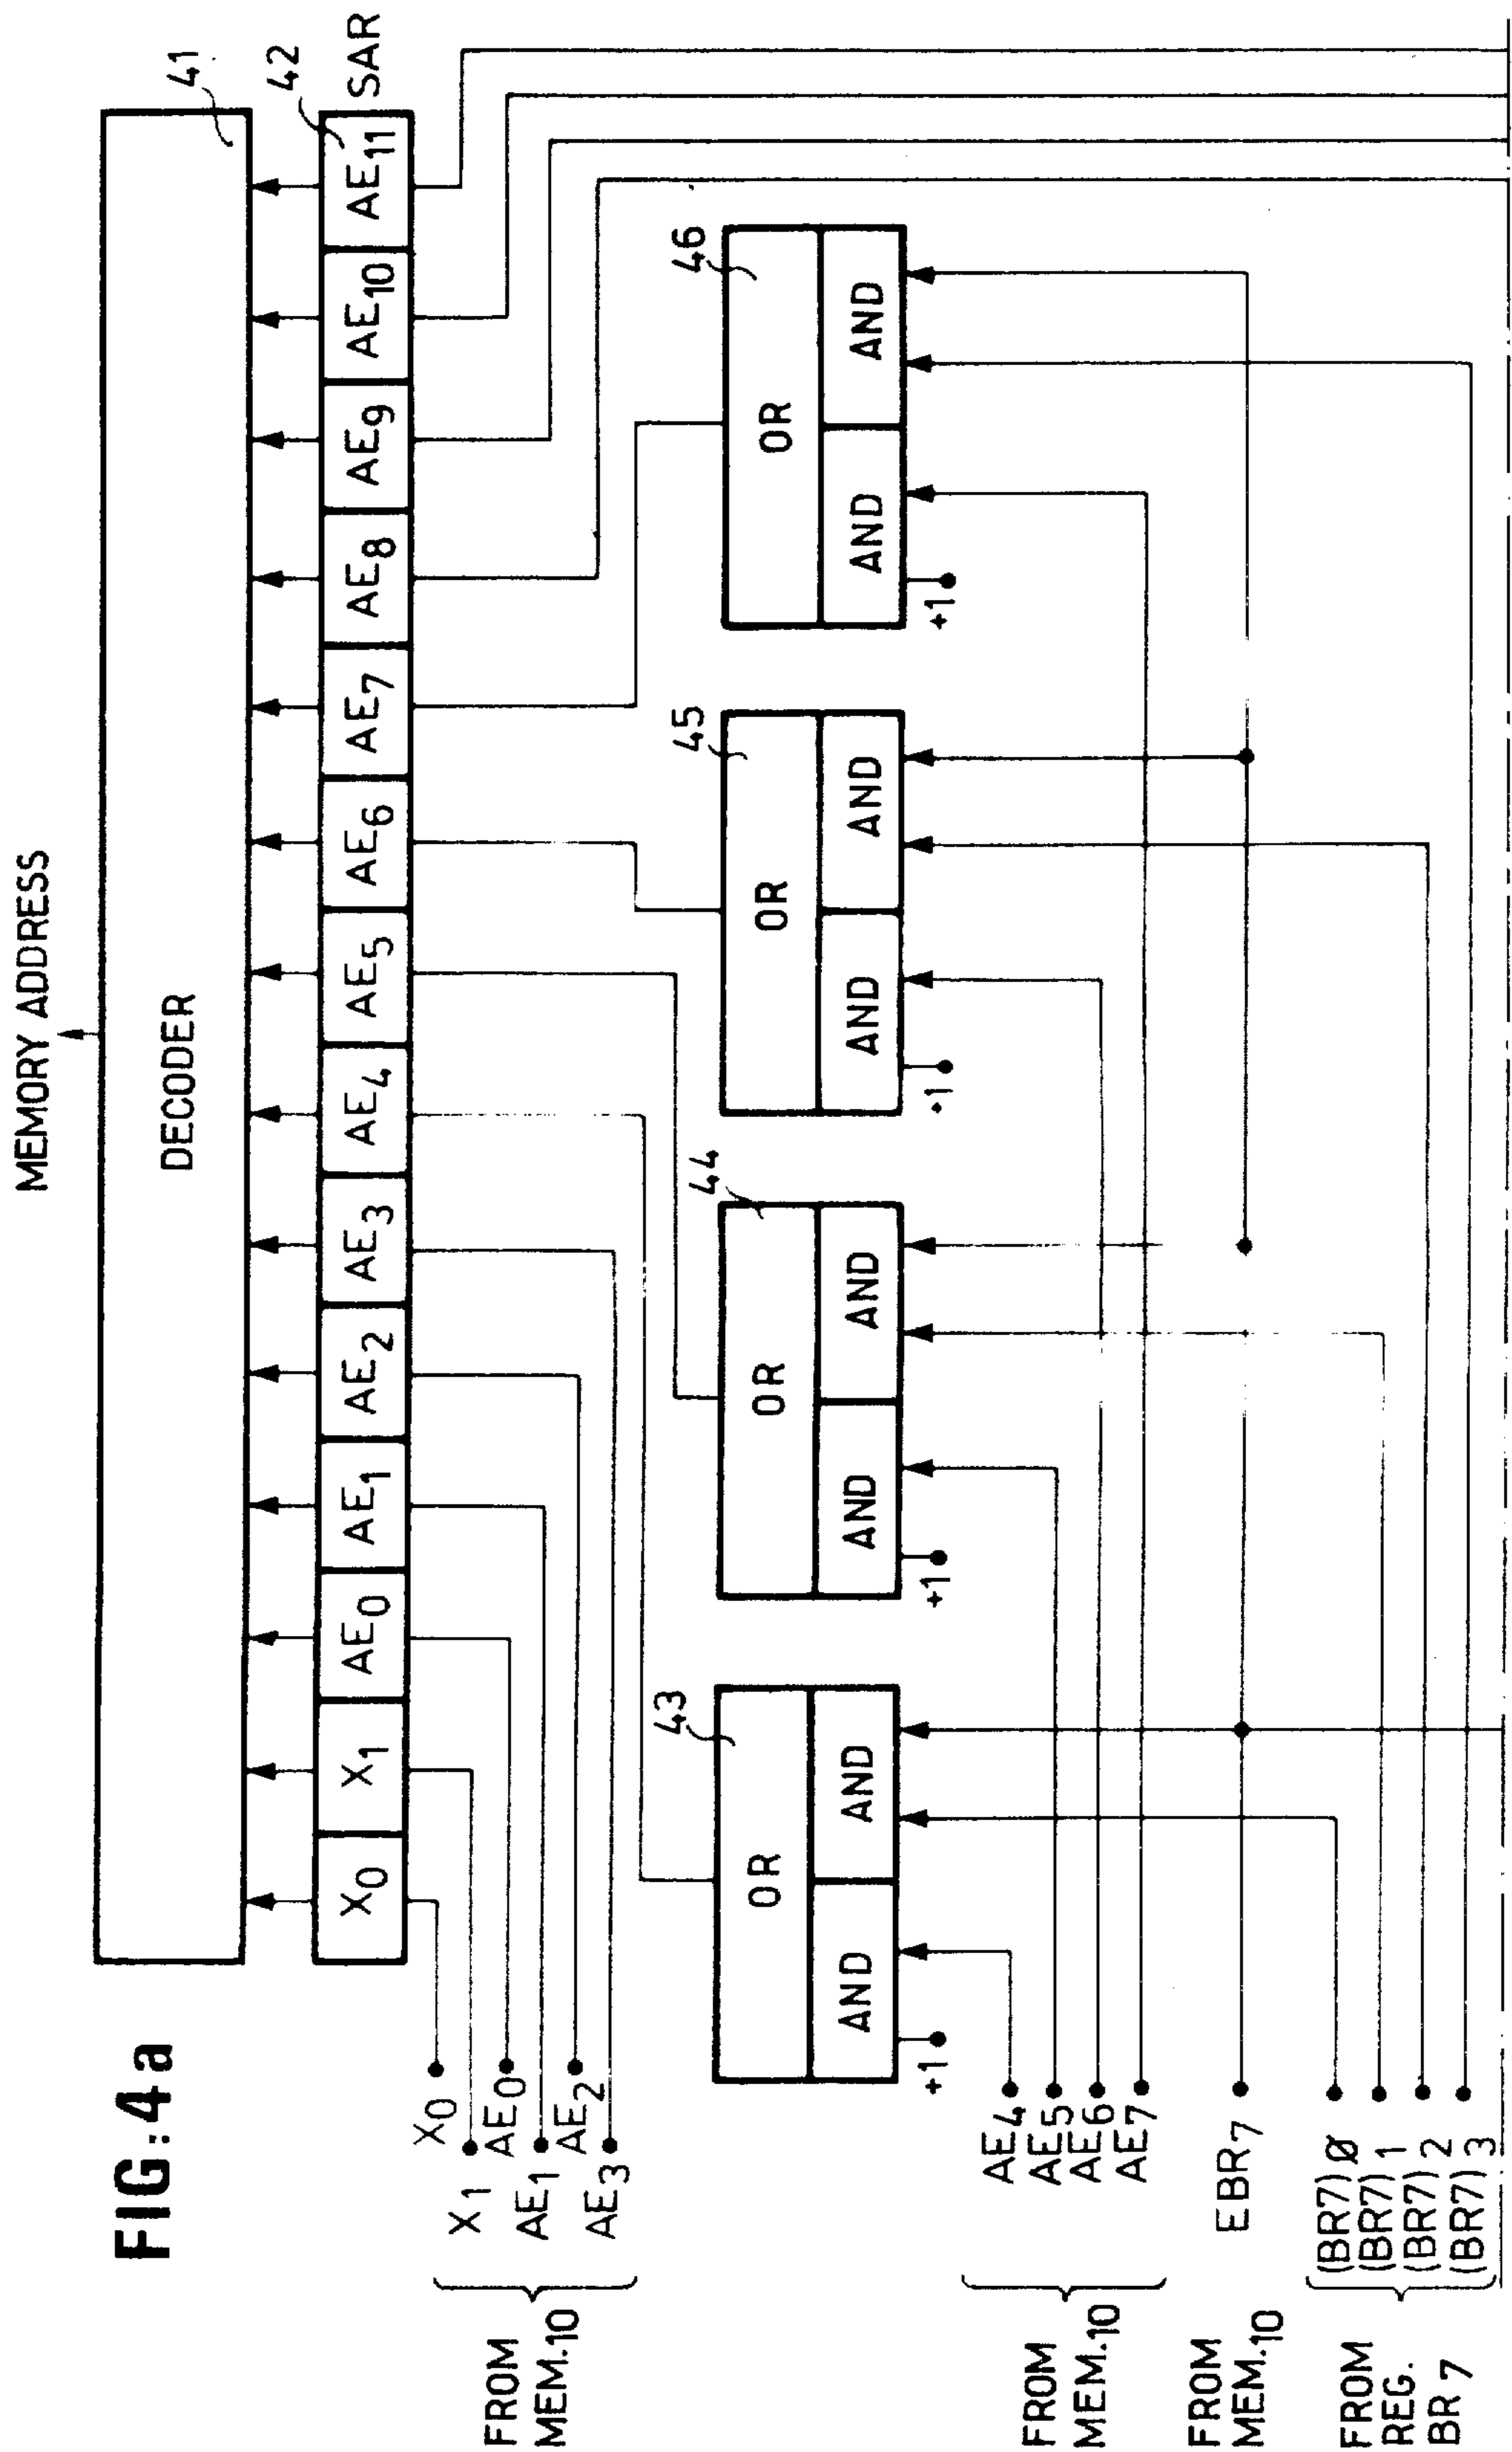 FIG: 4a
MEMORY ADDRESS
41
DECODER
42
SAR
X0 X1 AE0 AE1 AE2 AE3 AE4 AE5 AE6 AE7 AE8 AE9 AE10 AE11
FROM
MEM.10
X0
X1
AE0
AE1
AE2
AE3
43
OR
AND AND
+1
44
OR
AND AND
+1
45
OR
AND AND
+1
46
OR
AND AND
+1
FROM
MEM.10
AE4
AE5
AE6
AE7
FROM
MEM.10
EBR7
FROM
REG.
BR 7
(BR7)Ø
(BR7)1
(BR7)2
(BR7)3